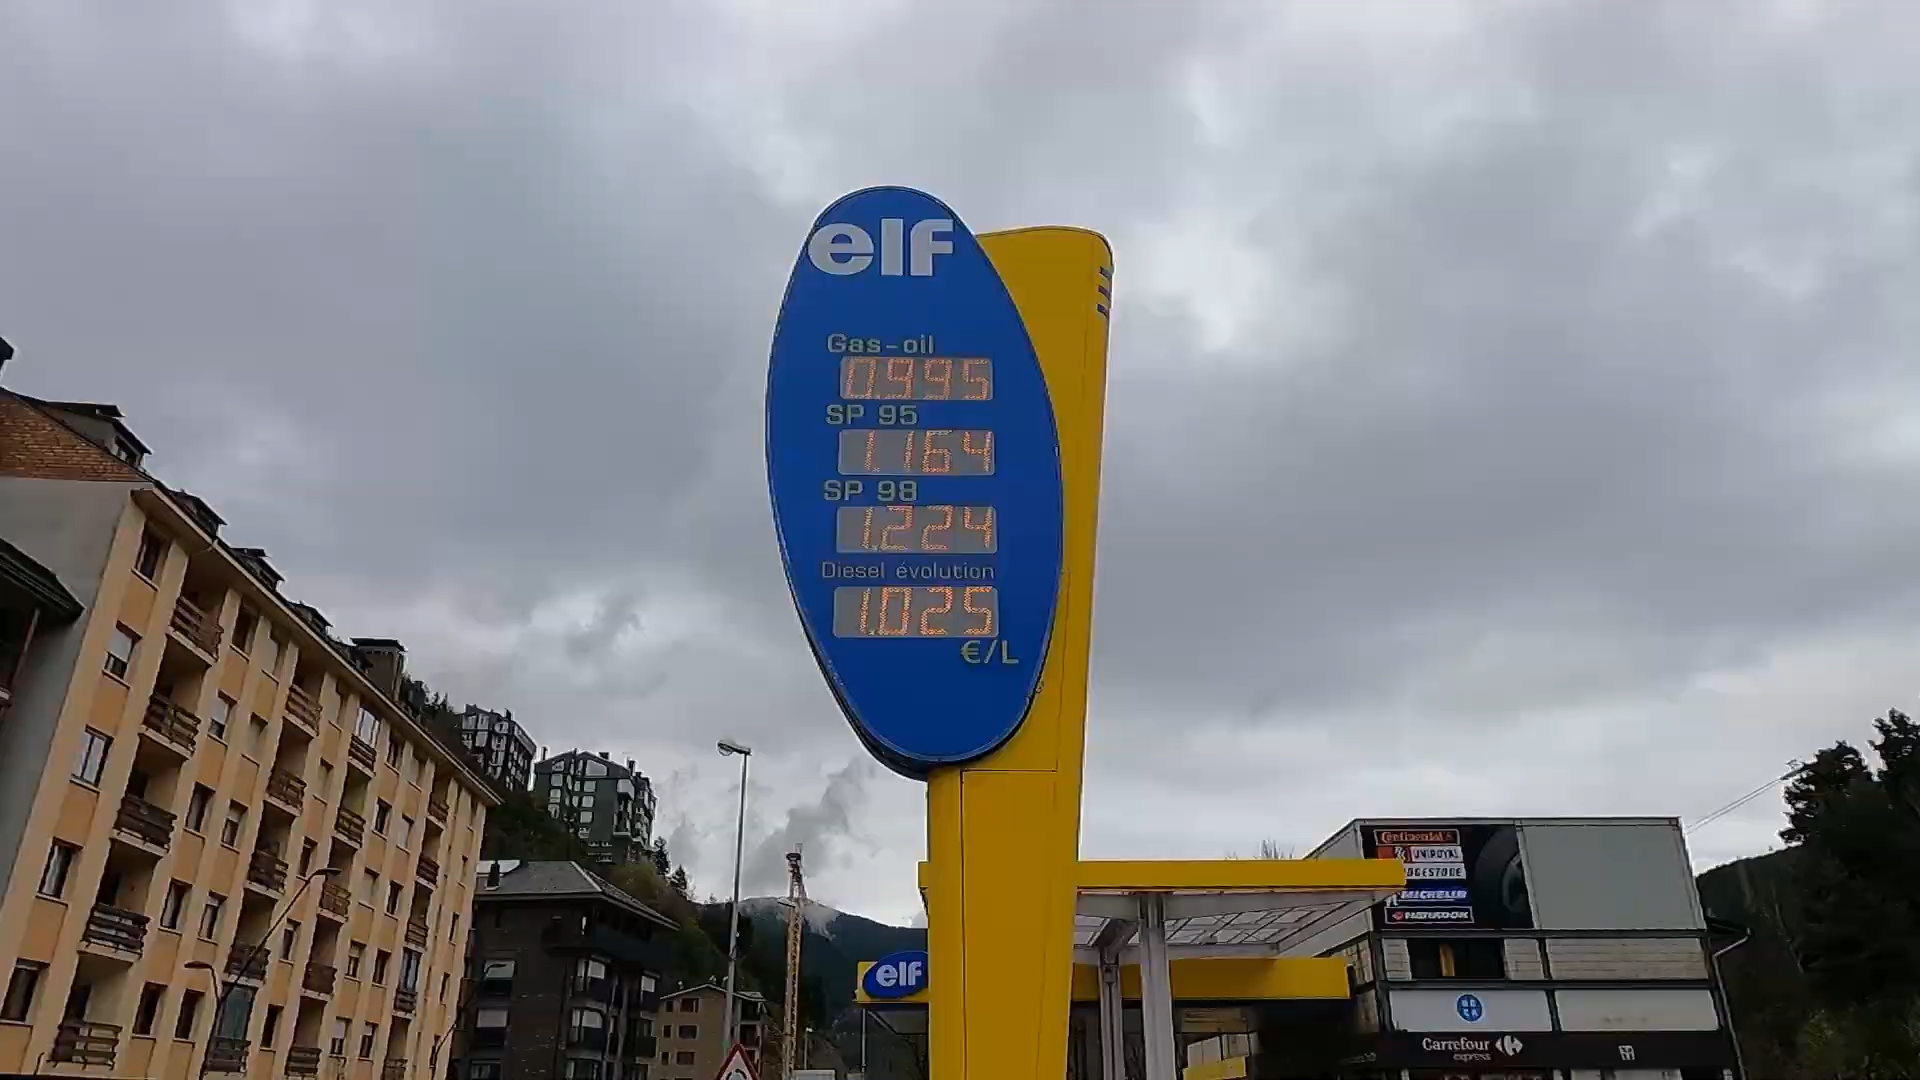 elf
Gas-oil
0.995
SP 95
1.164
SP 98
1.224
Diesel évolution
1.025
€/L
elf
Continental
UNIROYAL
MICHELIN
HANKOOK
Carrefour
express